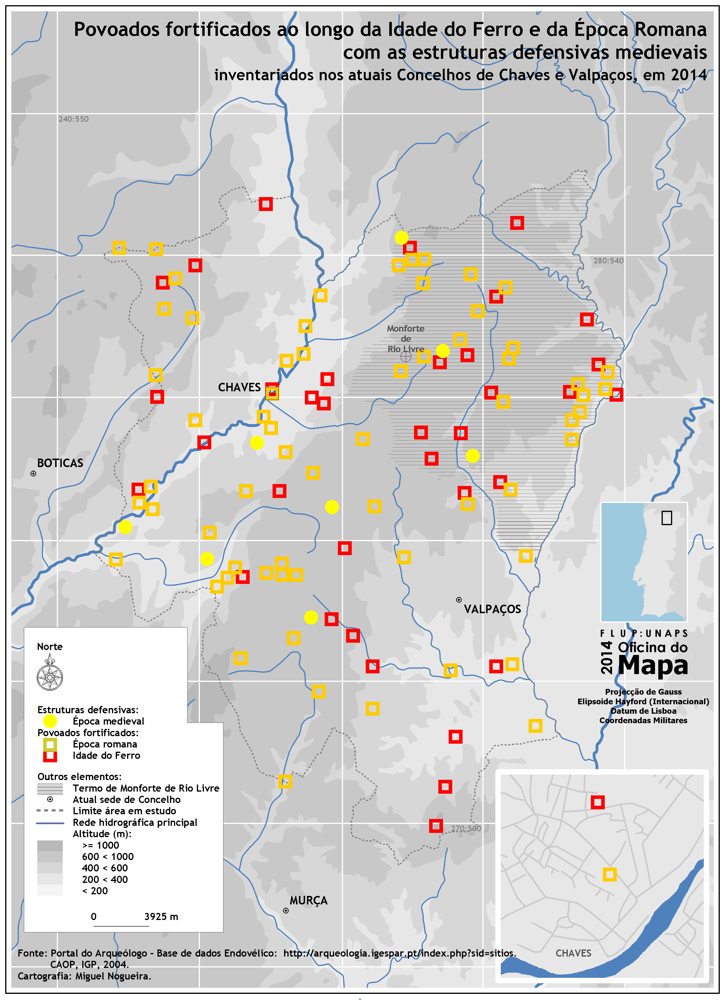 Povoados fortificados ao longo da Idade do Ferro e da Época Romana
com as estruturas defensivas medievais
inventariados nos atuais Concelhos de Chaves e Valpaços, em 2014
240:550
280:540
Monforte
de
Rio Livre
CHAVES
BOTICAS
VALPAÇOS
F L U P : U N A P S
2014
Oficina do
Mapa
Projecção de Gauss
Elipsoide Hayford (Internacional)
Datum de Lisboa
Coordenadas Militares
Norte
Estruturas defensivas:
Época medieval
Povoados fortificados:
Época romana
Idade do Ferro
Outros elementos:
Termo de Monforte de Rio Livre
Atual sede de Concelho
Limite área em estudo
Rede hidrográfica principal
Altitude (m):
>= 1000
600 < 1000
400 < 600
200 < 400
< 200
0 3925 m
270:500
MURÇA
CHAVES
Fonte: Portal do Arqueólogo - Base de dados Endovélico: http://arqueologia.igespar.pt/index.php?sid=sitios.
CAOP, IGP, 2004.
Cartografia: Miguel Nogueira.